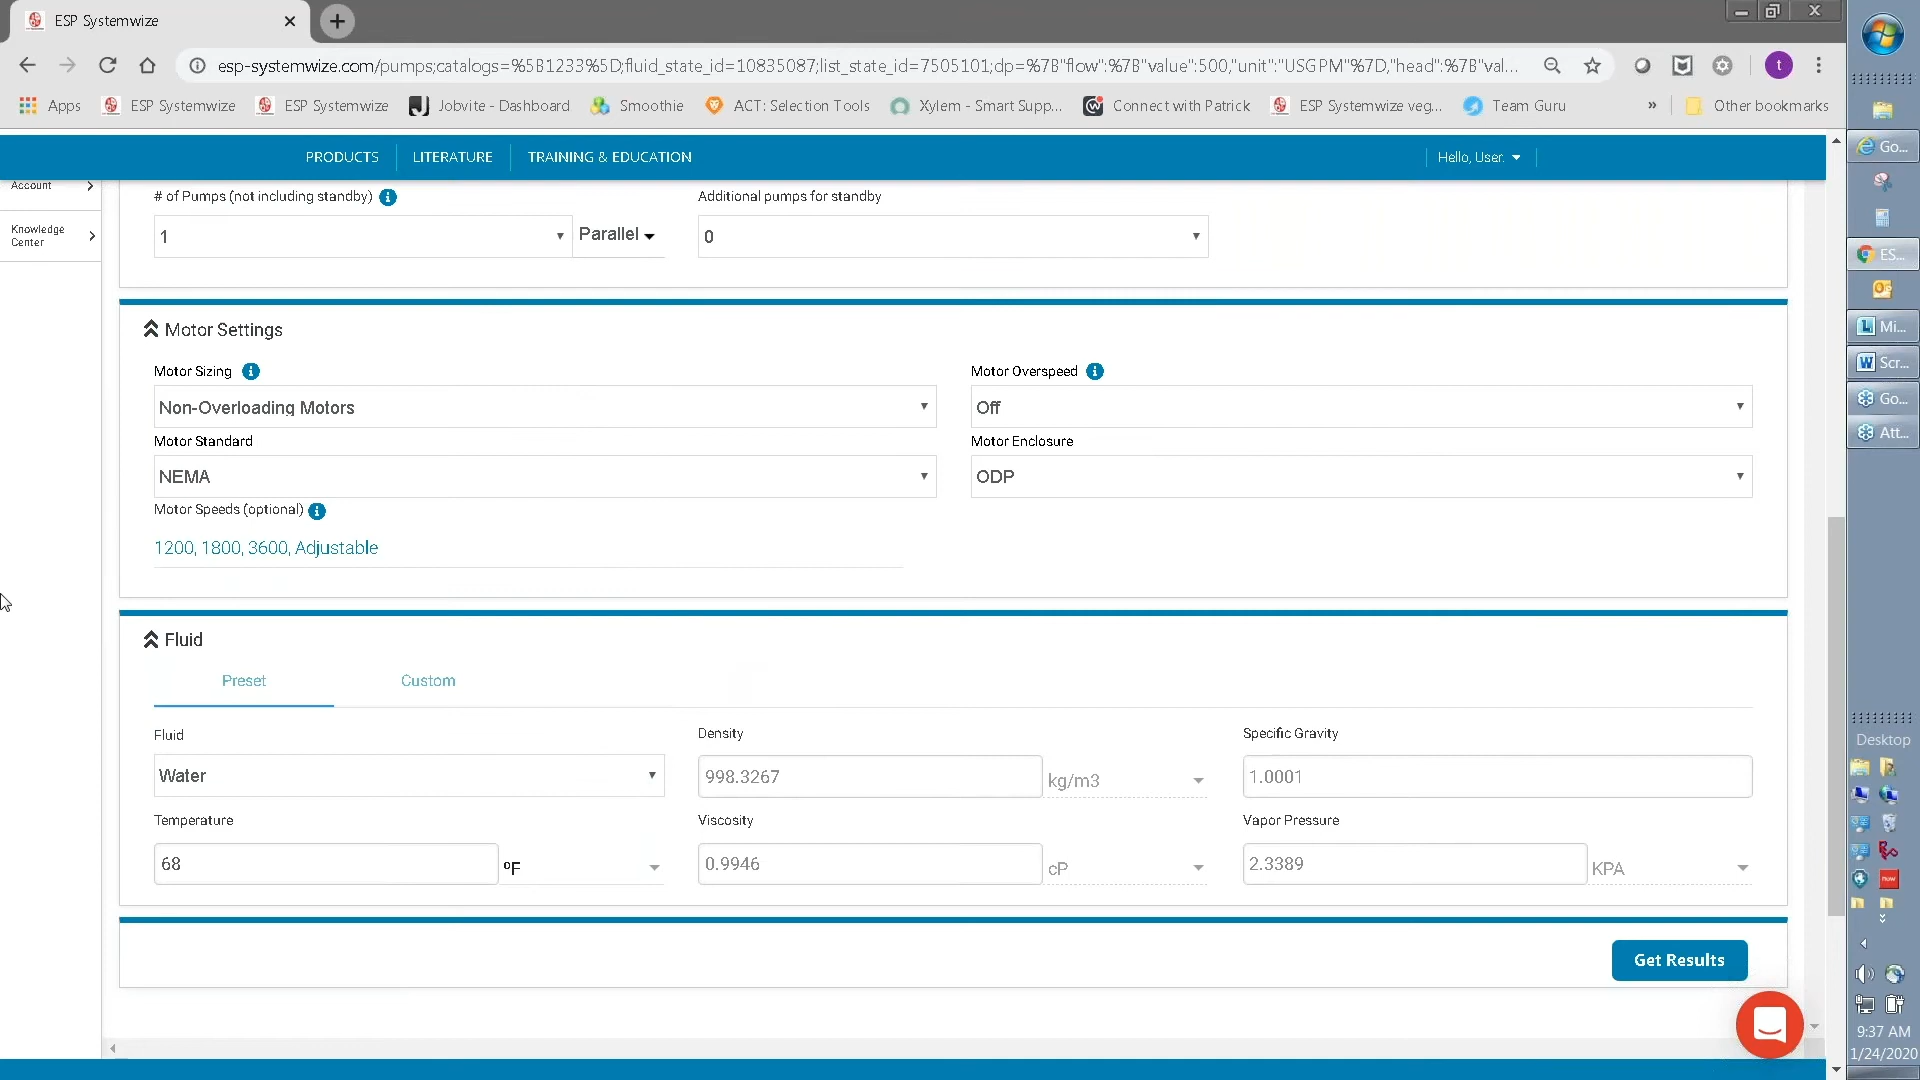 ESP Systemwize
esp-systemwize.com/pumps;catalogs=%5B1233%5D;fluid_state_id=10835087;list_state_id=7505101;dp=%7B"flow":%7B"value":500,"unit":"USGPM"%7D,"head":%7B"val...
t
Apps ESP Systemwize ESP Systemwize Jobvite - Dashboard Smoothie ACT: Selection Tools Xylem - Smart Supp... Connect with Patrick ESP Systemwize veg... Team Guru » Other bookmarks
PRODUCTS LITERATURE TRAINING & EDUCATION Hello, User.
Account
Knowledge
Center
# of Pumps (not including standby) Additional pumps for standby
1 Parallel 0
Motor Settings
Motor Sizing Motor Overspeed
Non-Overloading Motors Off
Motor Standard Motor Enclosure
NEMA ODP
Motor Speeds (optional)
1200, 1800, 3600, Adjustable
Fluid
Preset Custom
Fluid Density Specific Gravity
Water 998.3267 kg/m3 1.0001
Temperature Viscosity Vapor Pressure
68 ºF 0.9946 cP 2.3389 KPA
Get Results
Go...
ES...
Mi...
Scr...
Go...
Att...
Desktop
9:37 AM
1/24/2020